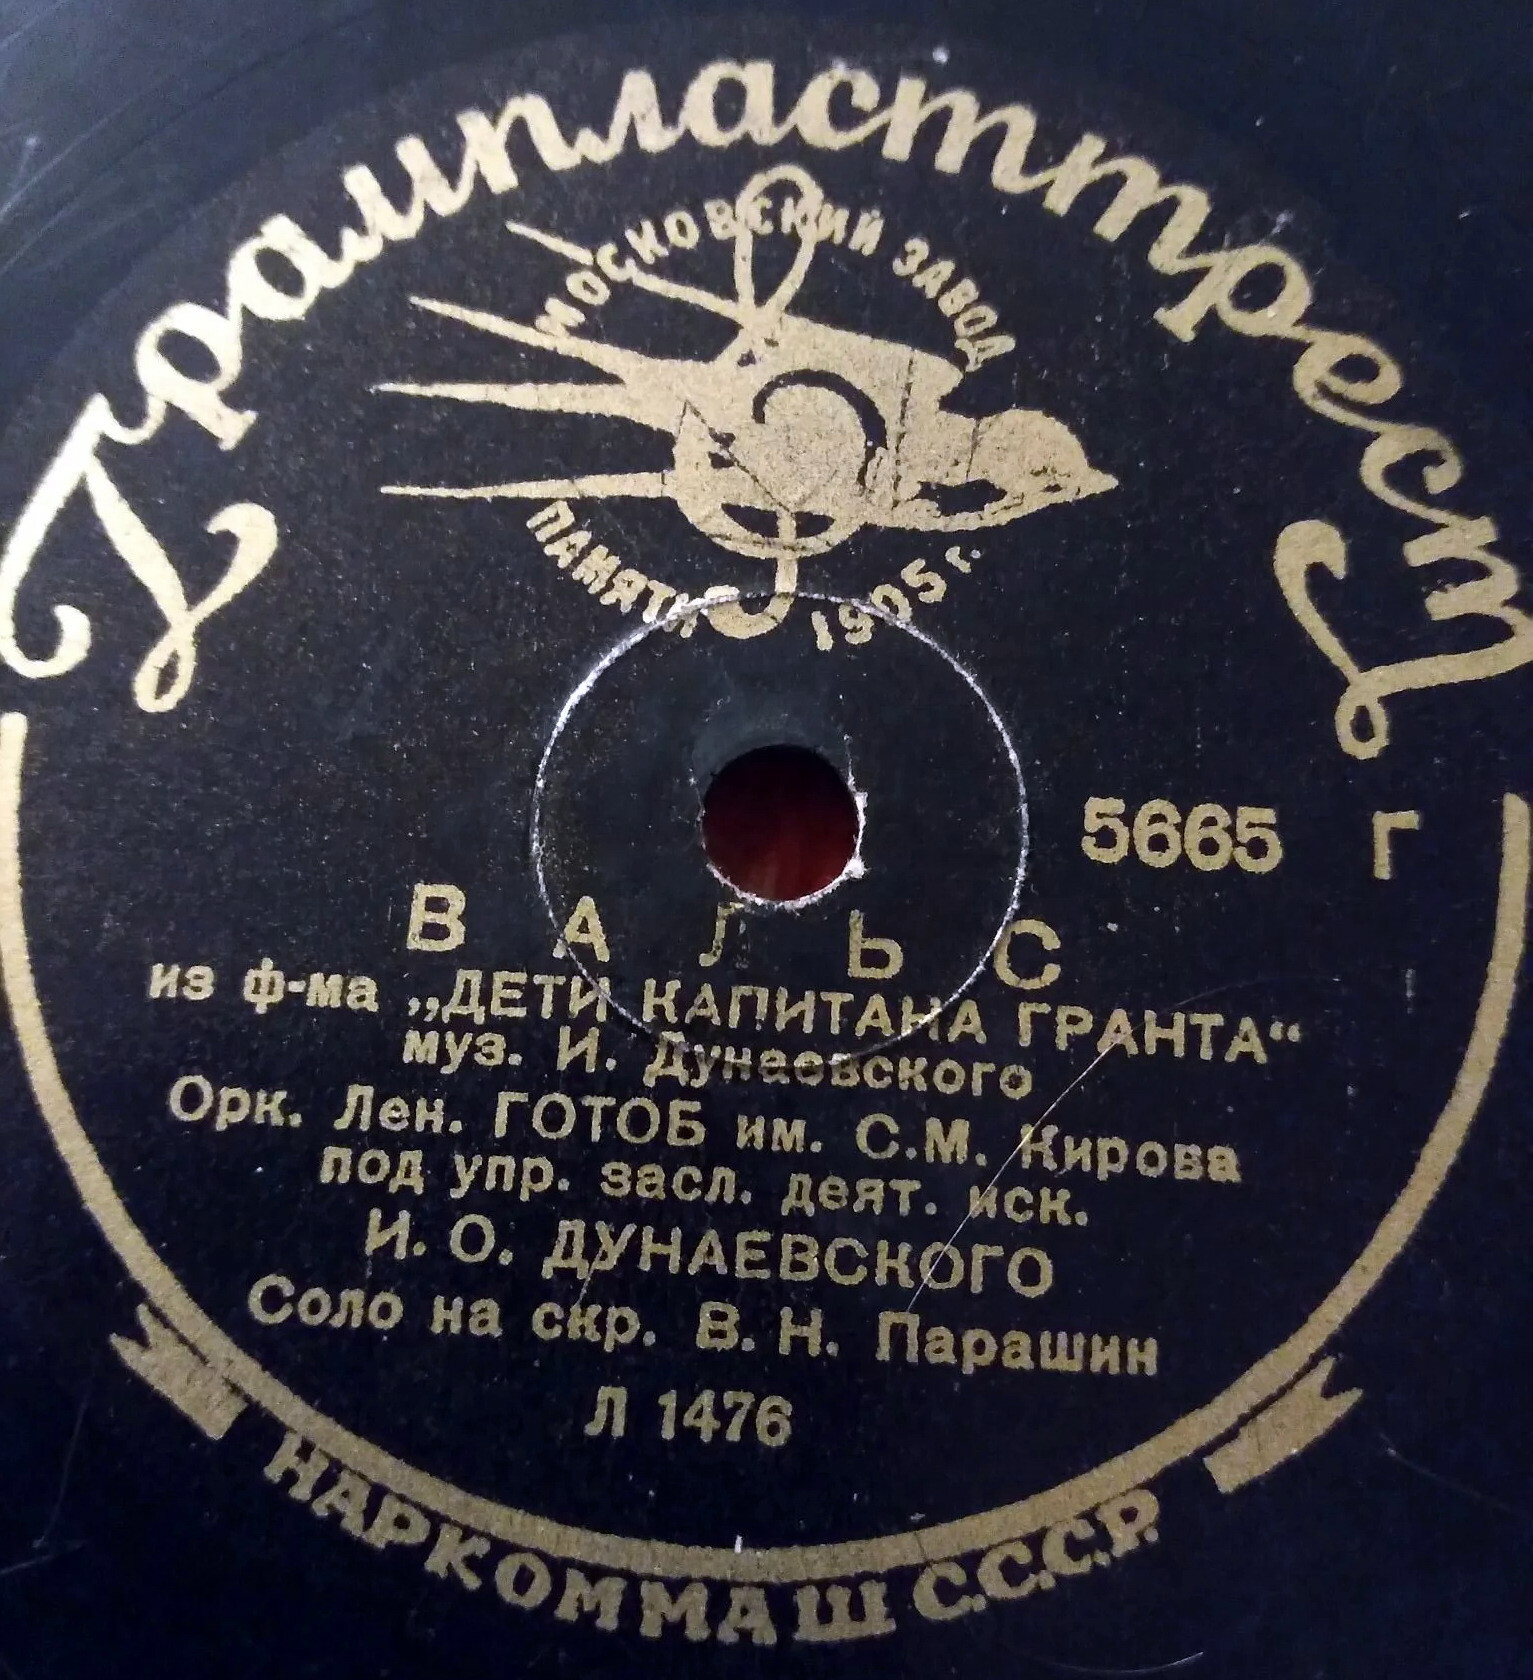 Грампласттрест
МОСКОВСКИЙ ЗАВОД
ПАМЯТИ 1905 г.
5665 Г
ВАЛЬС
из ф-ма „ДЕТИ КАПИТАНА ГРАНТА“
муз. И. Дунаевского
Орк. Лен. ГОТОБ им. С.М. Кирова
под упр. засл. деят. иск.
И. О. ДУНАЕВСКОГО
Соло на скр. В. Н. Парашин
Л 1476
НАРКОММАШ С.С.С.Р.